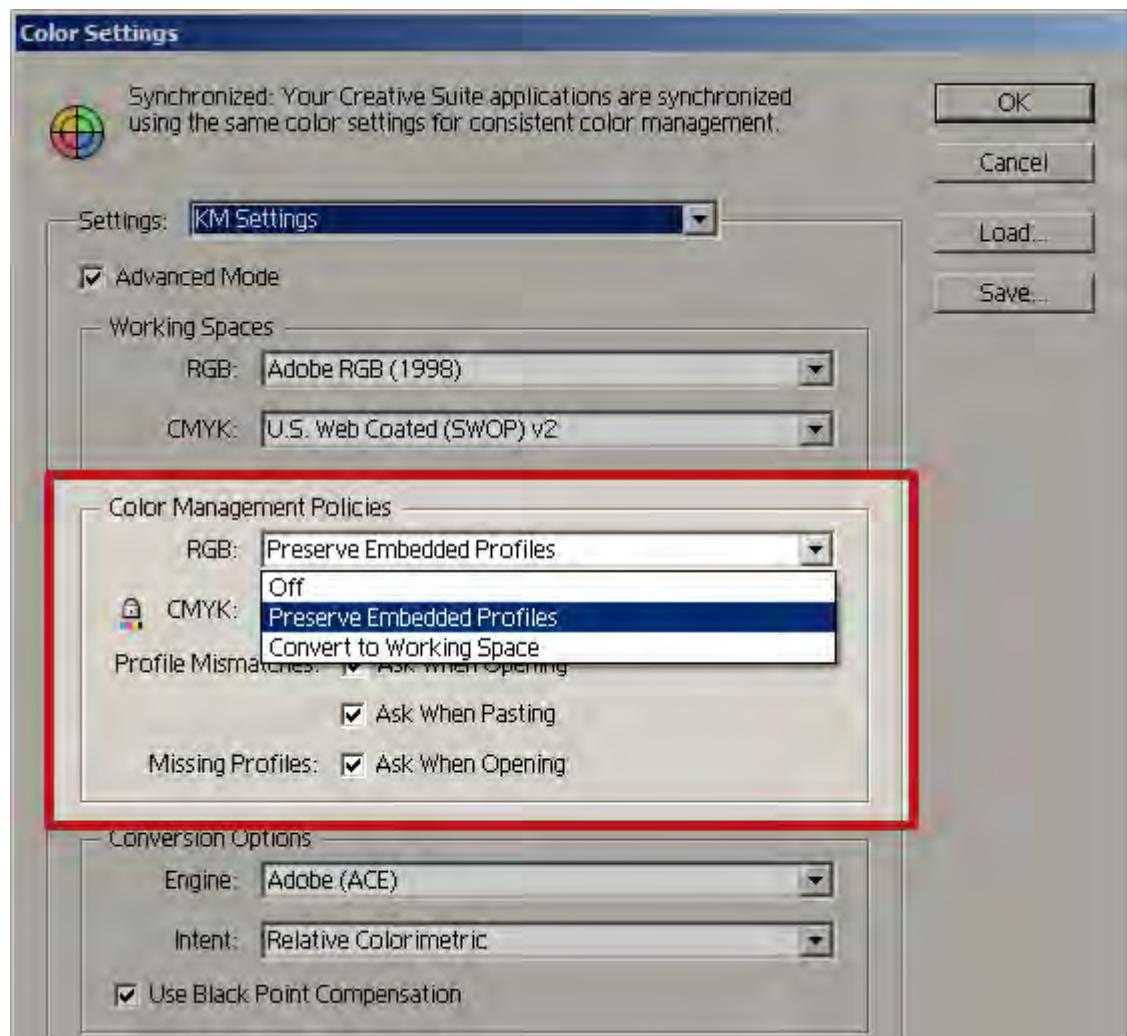 Color Settings
Synchronized: Your Creative Suite applications are synchronized
using the same color settings for consistent color management.
OK
Cancel
Settings: KM Settings
Load...
Advanced Mode
Save...
Working Spaces
RGB: Adobe RGB (1998)
CMYK: U.S. Web Coated (SWOP) v2
Color Management Policies
RGB: Preserve Embedded Profiles
Off
CMYK: Preserve Embedded Profiles
Convert to Working Space
Profile Mismatches: Ask When Opening
Ask When Pasting
Missing Profiles: Ask When Opening
Conversion Options
Engine: Adobe (ACE)
Intent: Relative Colorimetric
Use Black Point Compensation